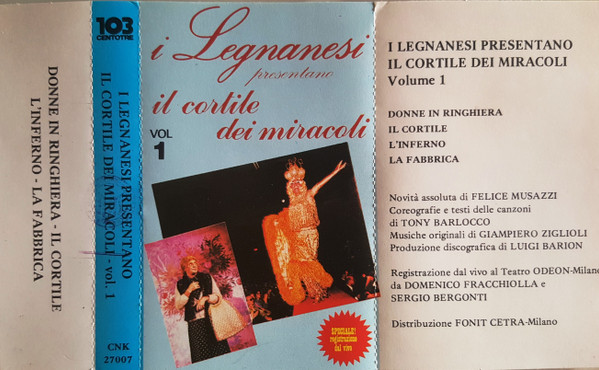 DONNE IN RINGHIERA - IL CORTILE
L'INFERNO - LA FABBRICA
103
CENTOTRE
I LEGNANESI PRESENTANO
IL CORTILE DEI MIRACOLI - vol. 1
CNK
27007
i Legnanesi
presentano
il cortile
dei miracoli
VOL
1
SPECIALE!
registrazione
dal vivo
I LEGNANESI PRESENTANO
IL CORTILE DEI MIRACOLI
Volume 1
DONNE IN RINGHIERA
IL CORTILE
L'INFERNO
LA FABBRICA
Novità assoluta di FELICE MUSAZZI
Coreografie e testi delle canzoni
di TONY BARLOCCO
Musiche originali di GIAMPIERO ZIGLIOLI
Produzione discografica di LUIGI BARION
Registrazione dal vivo al Teatro ODEON-Milano
da DOMENICO FRACCHIOLLA e
SERGIO BERGONTI
Distribuzione FONIT CETRA-Milano